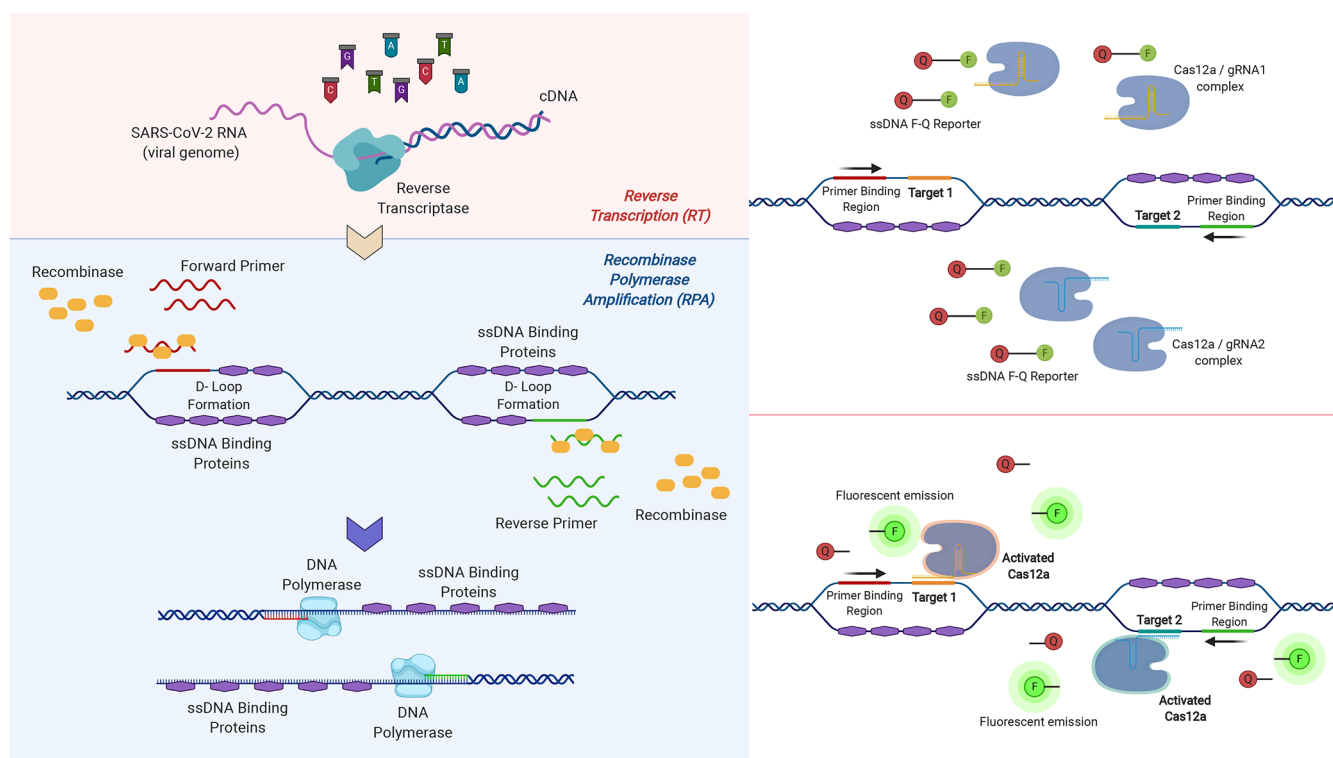 G
A
T
C
T
G
C
A
cDNA
SARS-CoV-2 RNA
(viral genome)
Reverse
Transcriptase
Reverse
Transcription (RT)
Recombinase
Forward Primer
Recombinase
Polymerase
Amplification (RPA)
ssDNA Binding
Proteins
D- Loop
Formation
D- Loop
Formation
ssDNA Binding
Proteins
Reverse Primer
Recombinase
DNA
Polymerase
ssDNA Binding
Proteins
ssDNA Binding
Proteins
DNA
Polymerase
Q
F
Q
F
Q
F
ssDNA F-Q Reporter
Cas12a / gRNA1
complex
Primer Binding
Region
Target 1
Target 2
Primer Binding
Region
Q
F
Q
F
Q
F
ssDNA F-Q Reporter
Cas12a / gRNA2
complex
Q
Fluorescent emission
F
F
Q
Activated
Cas12a
Primer Binding
Region
Target 1
Target 2
Primer Binding
Region
Q
F
F
Q
Activated
Cas12a
Fluorescent emission